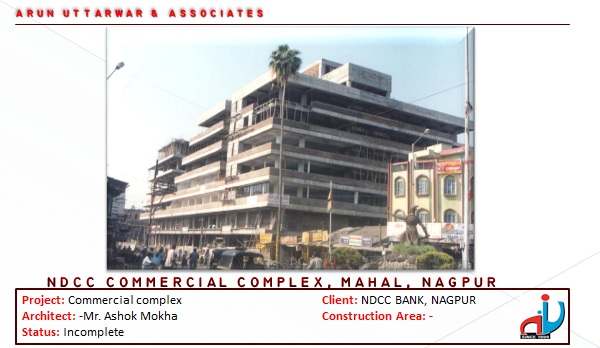 ARUN UTTARWAR & ASSOCIATES
NDCC COMMERCIAL COMPLEX, MAHAL, NAGPUR
Project: Commercial complex
Client: NDCC BANK, NAGPUR
Architect: -Mr. Ashok Mokha
Construction Area: -
Status: Incomplete